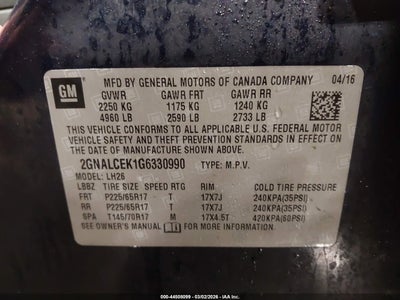 GM
MFD BY GENERAL MOTORS OF CANADA COMPANY 04/16
GVWR GAWR FRT GAWR RR
2250 KG 1175 KG 1240 KG
4960 LB 2590 LB 2733 LB
THIS VEHICLE CONFORMS TO ALL APPLICABLE U.S. FEDERAL MOTOR
VEHICLE SAFETY AND THEFT PREVENTION STANDARDS IN EFFECT
ON THE DATE OF MANUFACTURE SHOWN ABOVE.
2GNALCEK1G6330990 TYPE: M.P.V.
MODEL: LH26
LBBZ TIRE SIZE SPEED RTG RIM COLD TIRE PRESSURE
FRT P225/65R17 T 17X7J 240KPA(35PSI)
RR P225/65R17 T 17X7J 240KPA(35PSI)
SPA T145/70R17 M 17X4.5T 420KPA(60PSI)
SEE OWNER'S MANUAL FOR MORE INFORMATION.
000-44508099 - 03/02/2026 - IAA Inc.